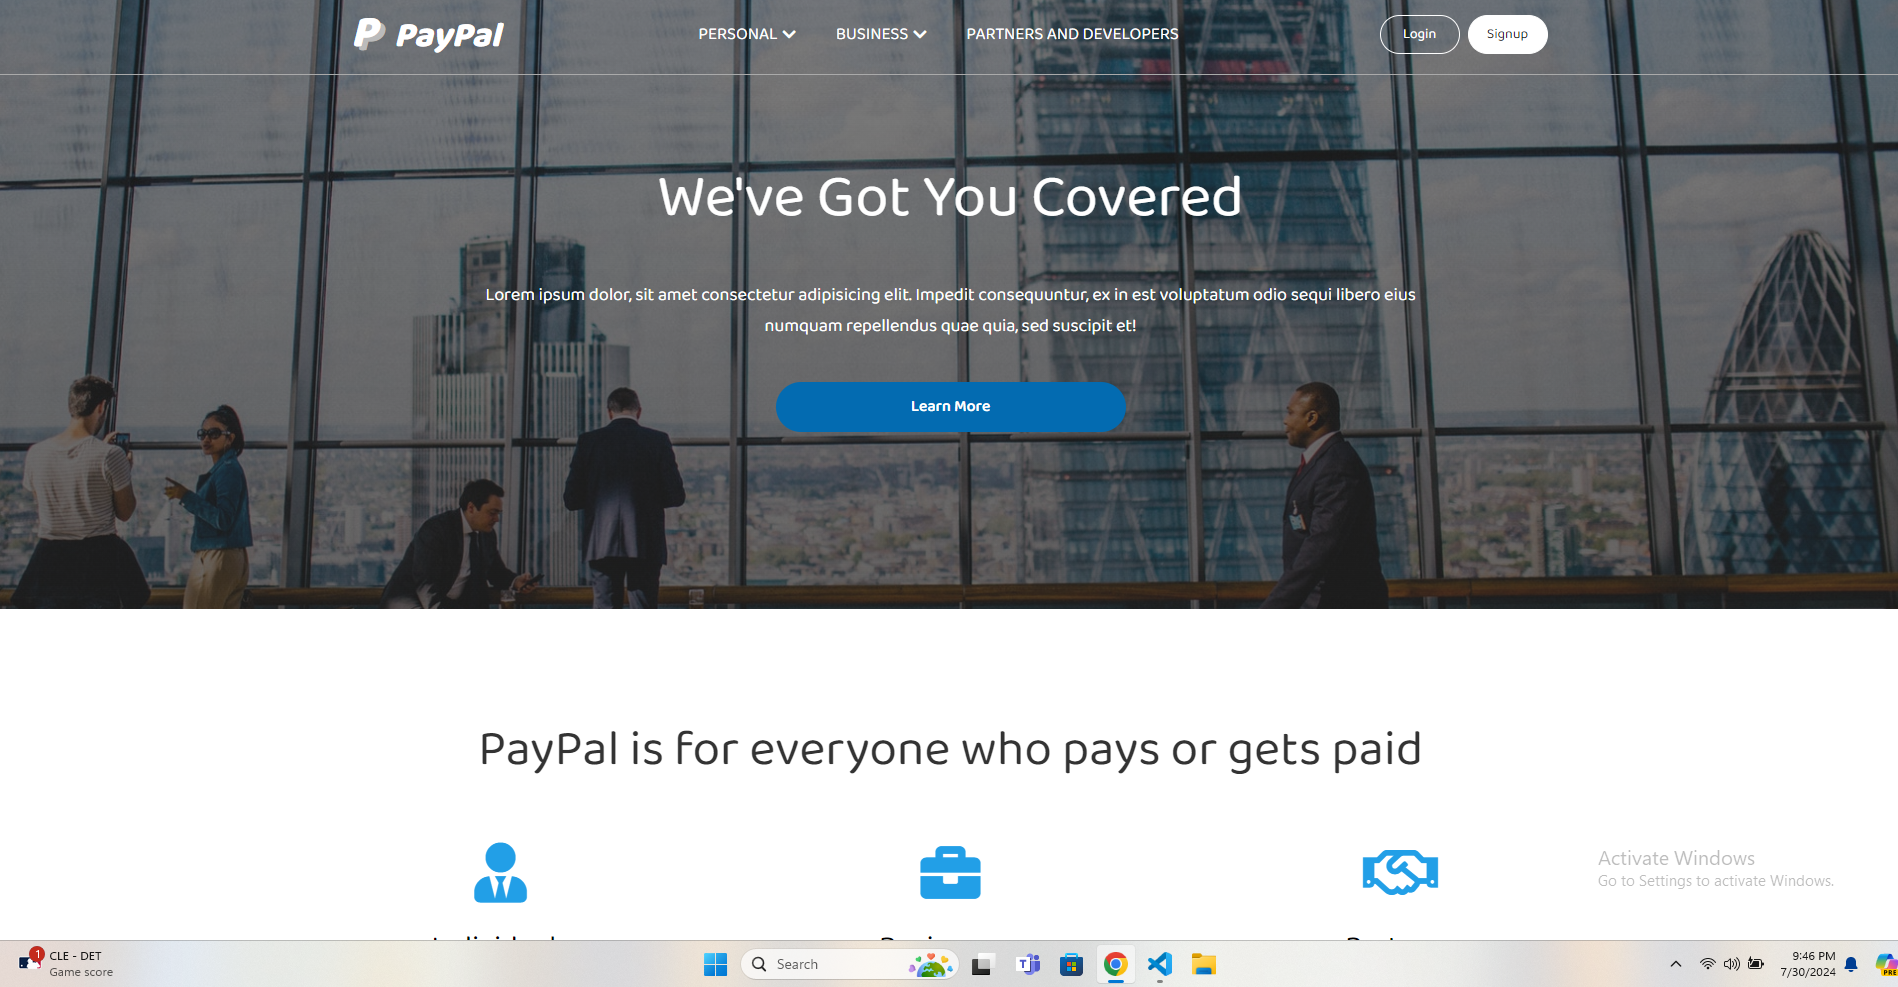 PayPal
PERSONAL
BUSINESS
PARTNERS AND DEVELOPERS
Login
Signup
We've Got You Covered
Lorem ipsum dolor, sit amet consectetur adipisicing elit. Impedit consequuntur, ex in est voluptatum odio sequi libero eius
numquam repellendus quae quia, sed suscipit et!
Learn More
PayPal is for everyone who pays or gets paid
Activate Windows
Go to Settings to activate Windows.
1
CLE - DET
Game score
Search
9:46 PM
7/30/2024
PRE